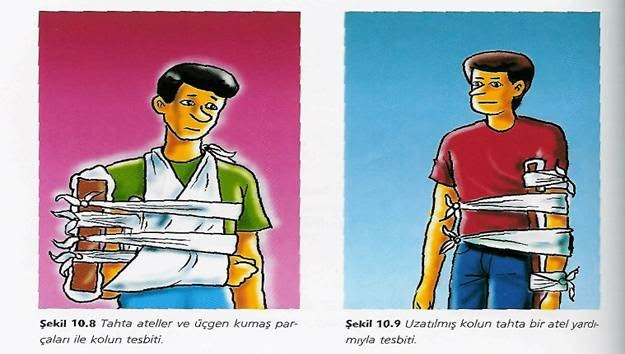 Şekil 10.8 Tahta ateller ve üçgen kumaş par-
çaları ile kolun tesbiti.
Şekil 10.9 Uzatılmış kolun tahta bir atel yardı-
mıyla tesbiti.